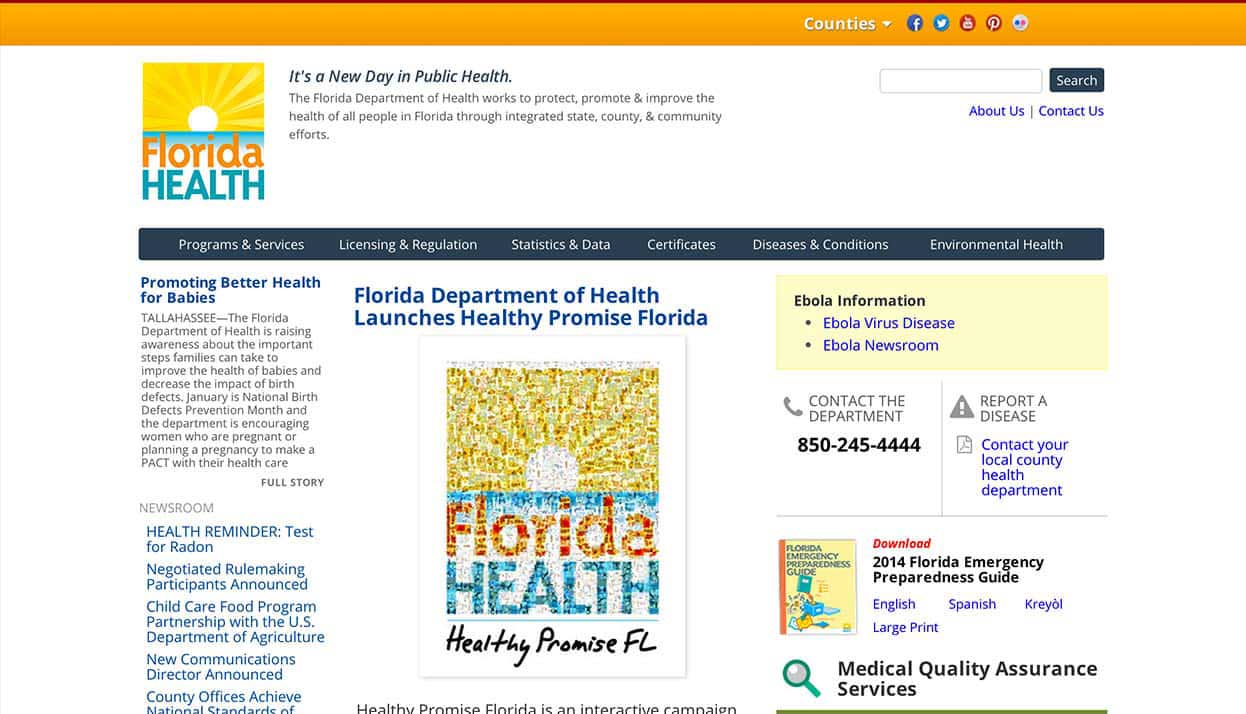 Counties
It's a New Day in Public Health.
The Florida Department of Health works to protect, promote & improve the
health of all people in Florida through integrated state, county, & community
efforts.
Search
About Us | Contact Us
Florida
HEALTH
Programs & Services Licensing & Regulation Statistics & Data Certificates Diseases & Conditions Environmental Health
Promoting Better Health
for Babies
TALLAHASSEE—The Florida
Department of Health is raising
awareness about the important
steps families can take to
improve the health of babies and
decrease the impact of birth
defects. January is National Birth
Defects Prevention Month and
the department is encouraging
women who are pregnant or
planning a pregnancy to make a
PACT with their health care
FULL STORY
NEWSROOM
HEALTH REMINDER: Test
for Radon
Negotiated Rulemaking
Participants Announced
Child Care Food Program
Partnership with the U.S.
Department of Agriculture
New Communications
Director Announced
County Offices Achieve
National Standards of
Florida Department of Health
Launches Healthy Promise Florida
Florida
HEALTH
Healthy Promise FL
Healthy Promise Florida is an interactive campaign
Ebola Information
• Ebola Virus Disease
• Ebola Newsroom
CONTACT THE
DEPARTMENT
850-245-4444
REPORT A
DISEASE
Contact your
local county
health
department
FLORIDA
EMERGENCY
PREPAREDNESS
GUIDE
Download
2014 Florida Emergency
Preparedness Guide
English Spanish Kreyòl
Large Print
Medical Quality Assurance
Services